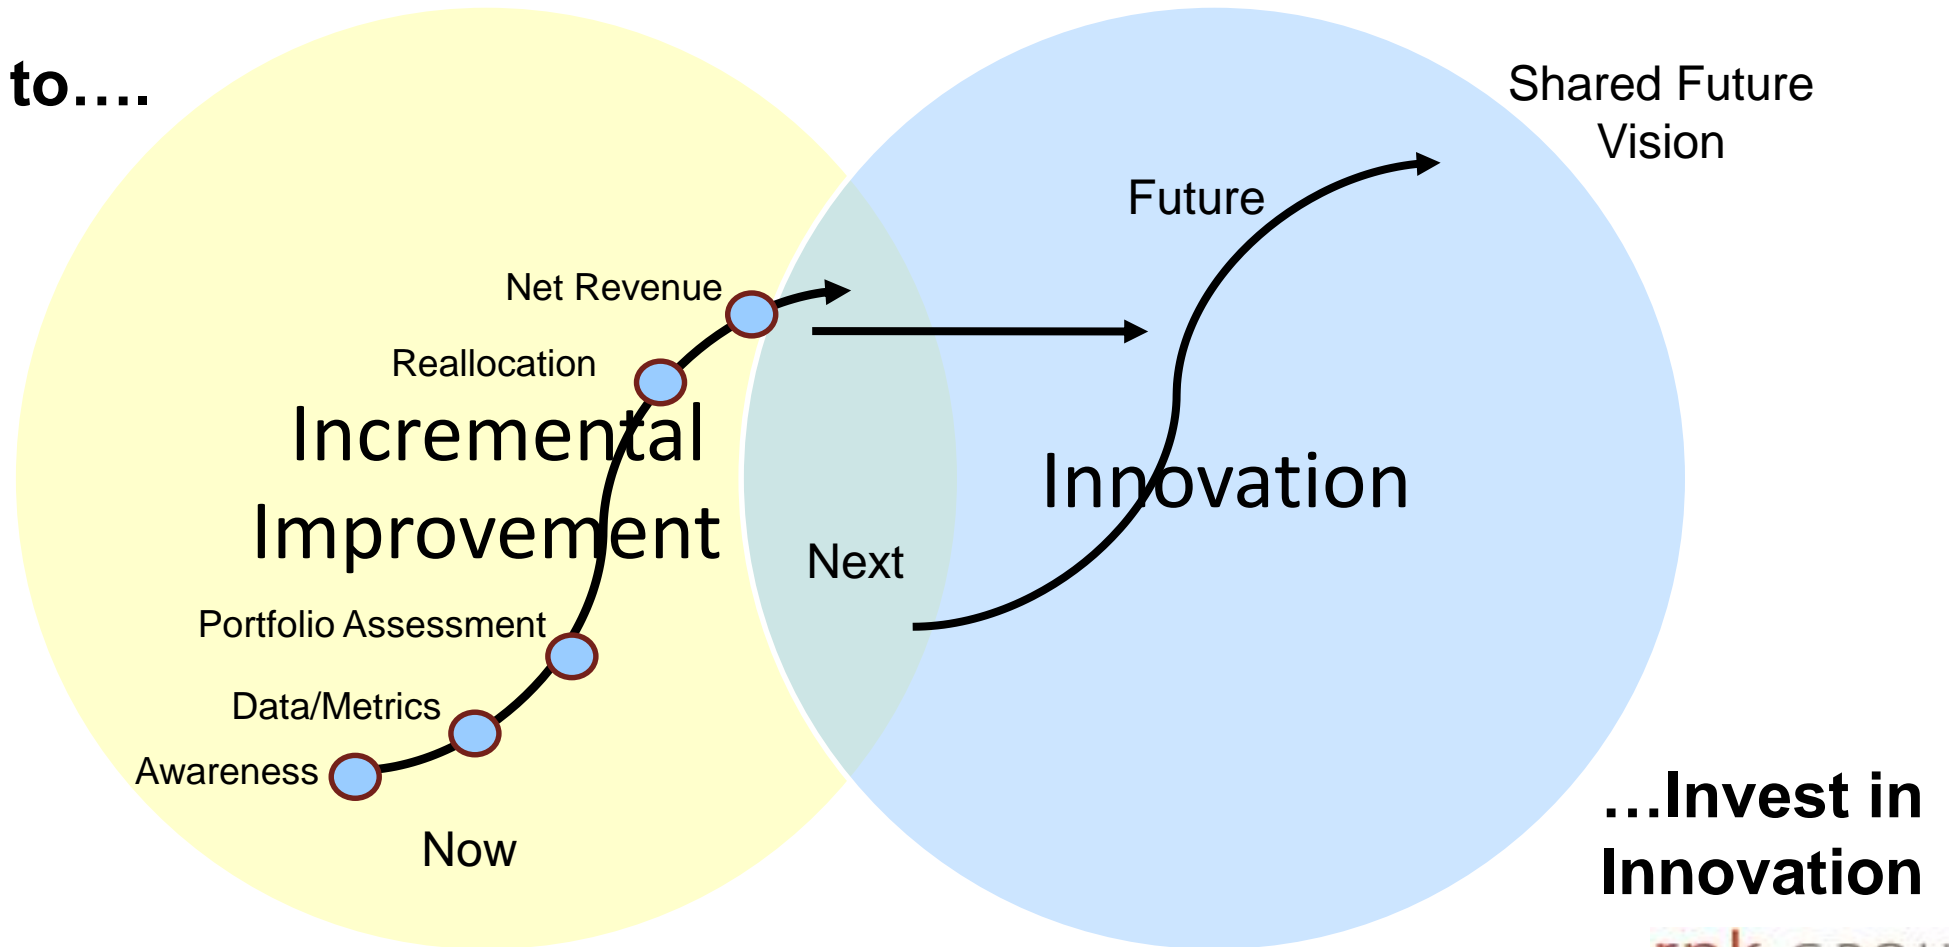 to….
Shared Future
Vision
Future
Net Revenue
Reallocation
Incremental
Improvement
Innovation
Next
Portfolio Assessment
Data/Metrics
Awareness
Now
…Invest in
Innovation